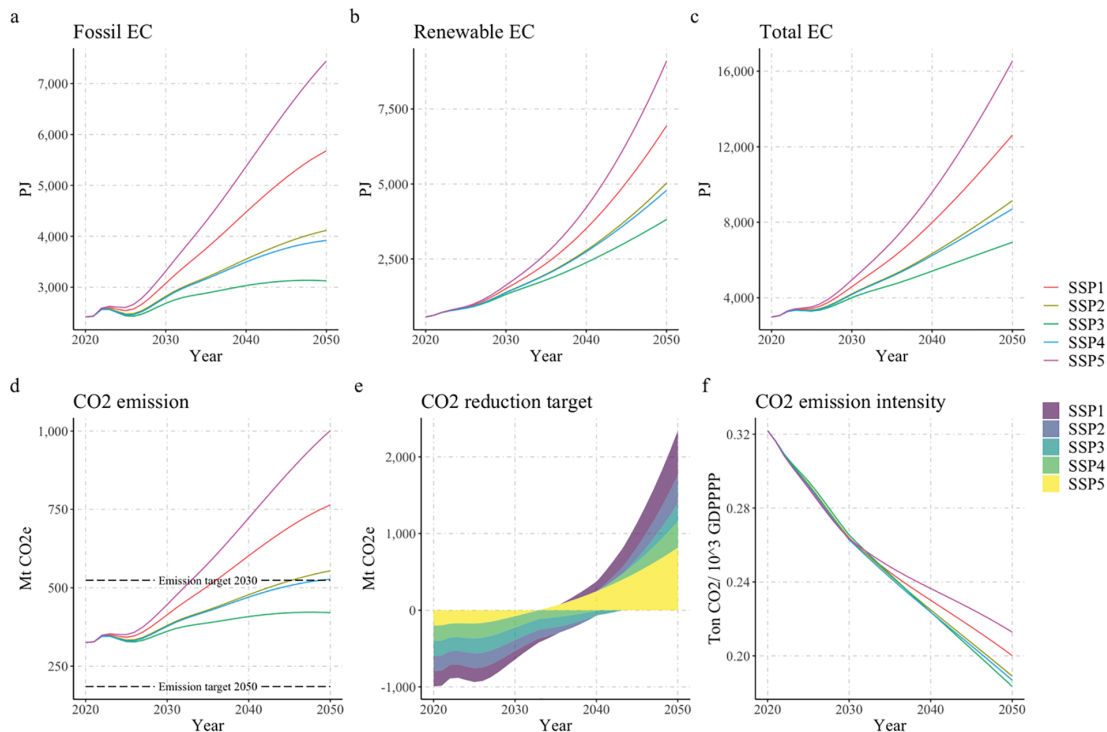 a
Fossil EC
7,000
6,000
5,000
4,000
3,000
PJ
2020
2030
2040
2050
Year
b
Renewable EC
7,500
5,000
2,500
PJ
2020
2030
2040
2050
Year
c
Total EC
16,000
12,000
8,000
4,000
PJ
2020
2030
2040
2050
Year
SSP1
SSP2
SSP3
SSP4
SSP5
d
CO2 emission
1,000
750
500
250
Mt CO2e
Emission target 2030
Emission target 2050
2020
2030
2040
2050
Year
e
CO2 reduction target
2,000
1,000
0
-1,000
Mt CO2e
2020
2030
2040
2050
Year
f
CO2 emission intensity
0.32
0.28
0.24
0.20
Ton CO2/ 10^3 GDPPPP
2020
2030
2040
2050
Year
SSP1
SSP2
SSP3
SSP4
SSP5